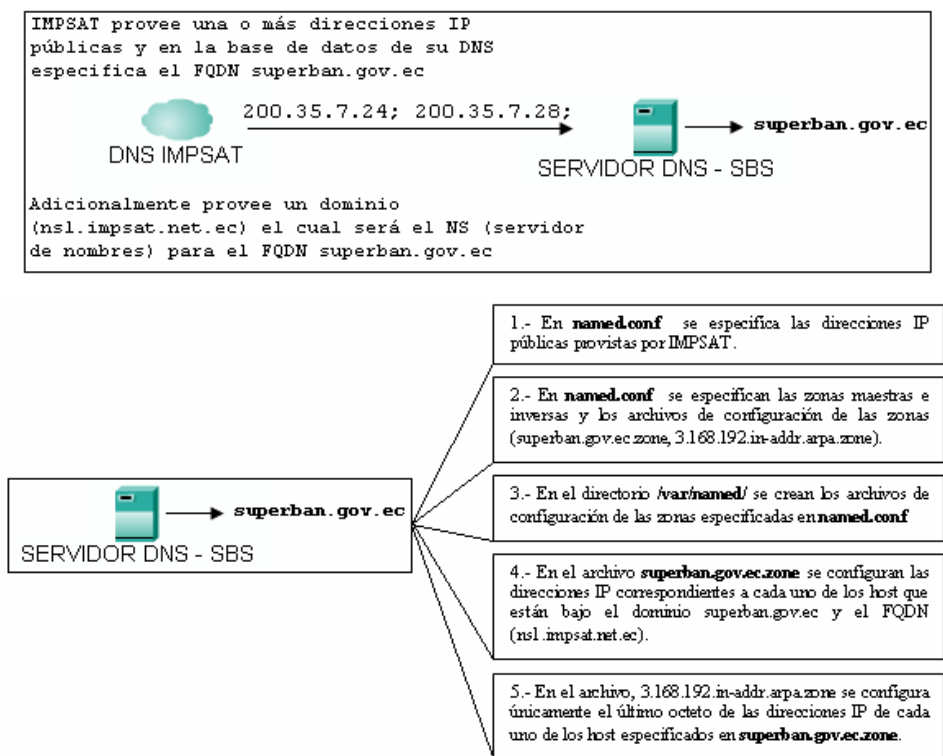 IMPSAT provee una o más direcciones IP
públicas y en la base de datos de su DNS
especifica el FQDN superban.gov.ec
200.35.7.24; 200.35.7.28;
superban.gov.ec
DNS IMPSAT
SERVIDOR DNS - SBS
Adicionalmente provee un dominio
(nsl.impsat.net.ec) el cual será el NS (servidor
de nombres) para el FQDN superban.gov.ec
1.- En named.conf se especifica las direcciones IP
públicas provistas por IMPSAT.
2.- En named.conf se especifican las zonas maestras e
inversas y los archivos de configuración de las zonas
(superban.gov.ec.zone, 3.168.192.in-addr.arpa.zone).
3.- En el directorio /var/named/ se crean los archivos de
configuración de las zonas especificadas en named.conf
superban.gov.ec
SERVIDOR DNS - SBS
4.- En el archivo superban.gov.ec.zone se configuran las
direcciones IP correspondientes a cada uno de los host que
están bajo el dominio superban.gov.ec y el FQDN
(nsl.impsat.net.ec).
5.- En el archivo, 3.168.192.in-addr.arpa.zone se configura
únicamente el último octeto de las direcciones IP de cada
uno de los host especificados en superban.gov.ec.zone.